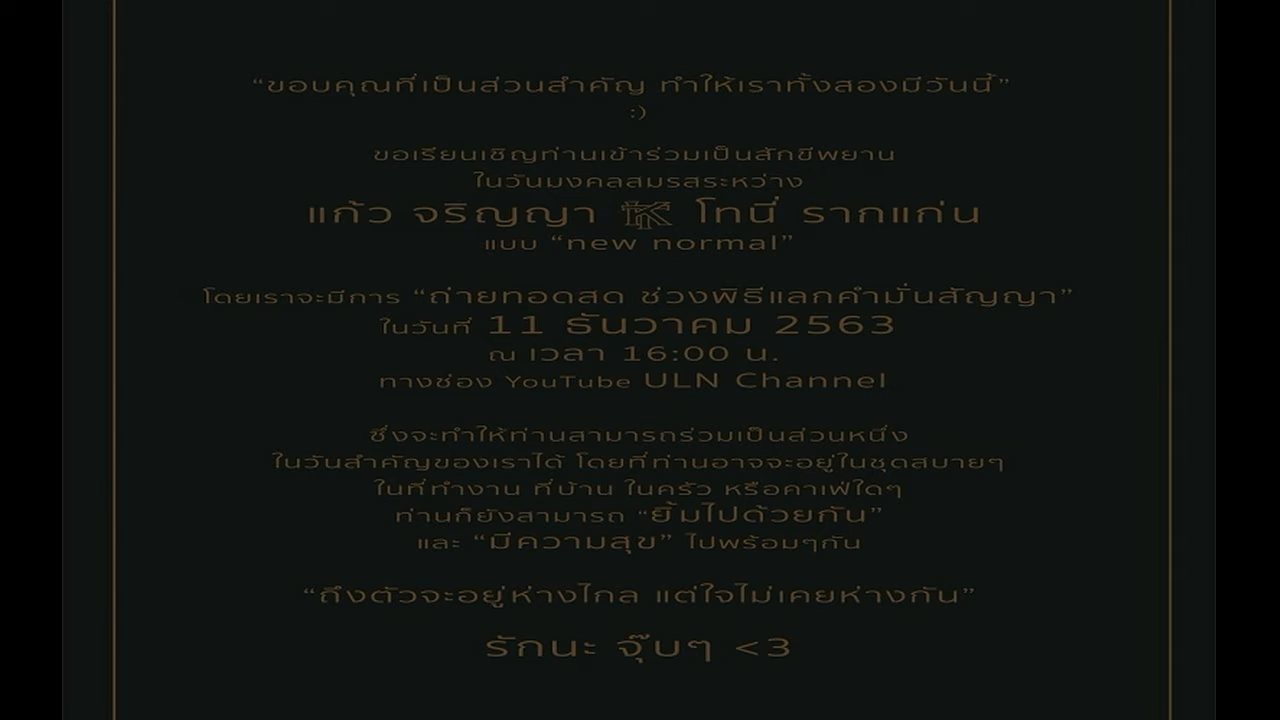 “ขอบคุณที่เป็นส่วนสำคัญ ทำให้เราทั้งสองมีวันนี้”
:)
ขอเรียนเชิญท่านเข้าร่วมเป็นสักขีพยาน
ในวันมงคลสมรสระหว่าง
แก้ว จริญญา โทนี่ รากแก่น
แบบ “new normal”
โดยเราจะมีการ “ถ่ายทอดสด ช่วงพิธีแลกคำมั่นสัญญา”
ในวันที่ 11 ธันวาคม 2563
ณ เวลา 16:00 น.
ทางช่อง YouTube ULN Channel
ซึ่งจะทำให้ท่านสามารถร่วมเป็นส่วนหนึ่ง
ในวันสำคัญของเราได้ โดยที่ท่านอาจจะอยู่ในชุดสบายๆ
ในที่ทำงาน ที่บ้าน ในครัว หรือคาเฟ่ใดๆ
ท่านก็ยังสามารถ “ยิ้มไปด้วยกัน”
และ “มีความสุข” ไปพร้อมๆกัน
“ถึงตัวจะอยู่ห่างไกล แต่ใจไม่เคยห่างกัน”
รักนะ จุ๊บๆ <3